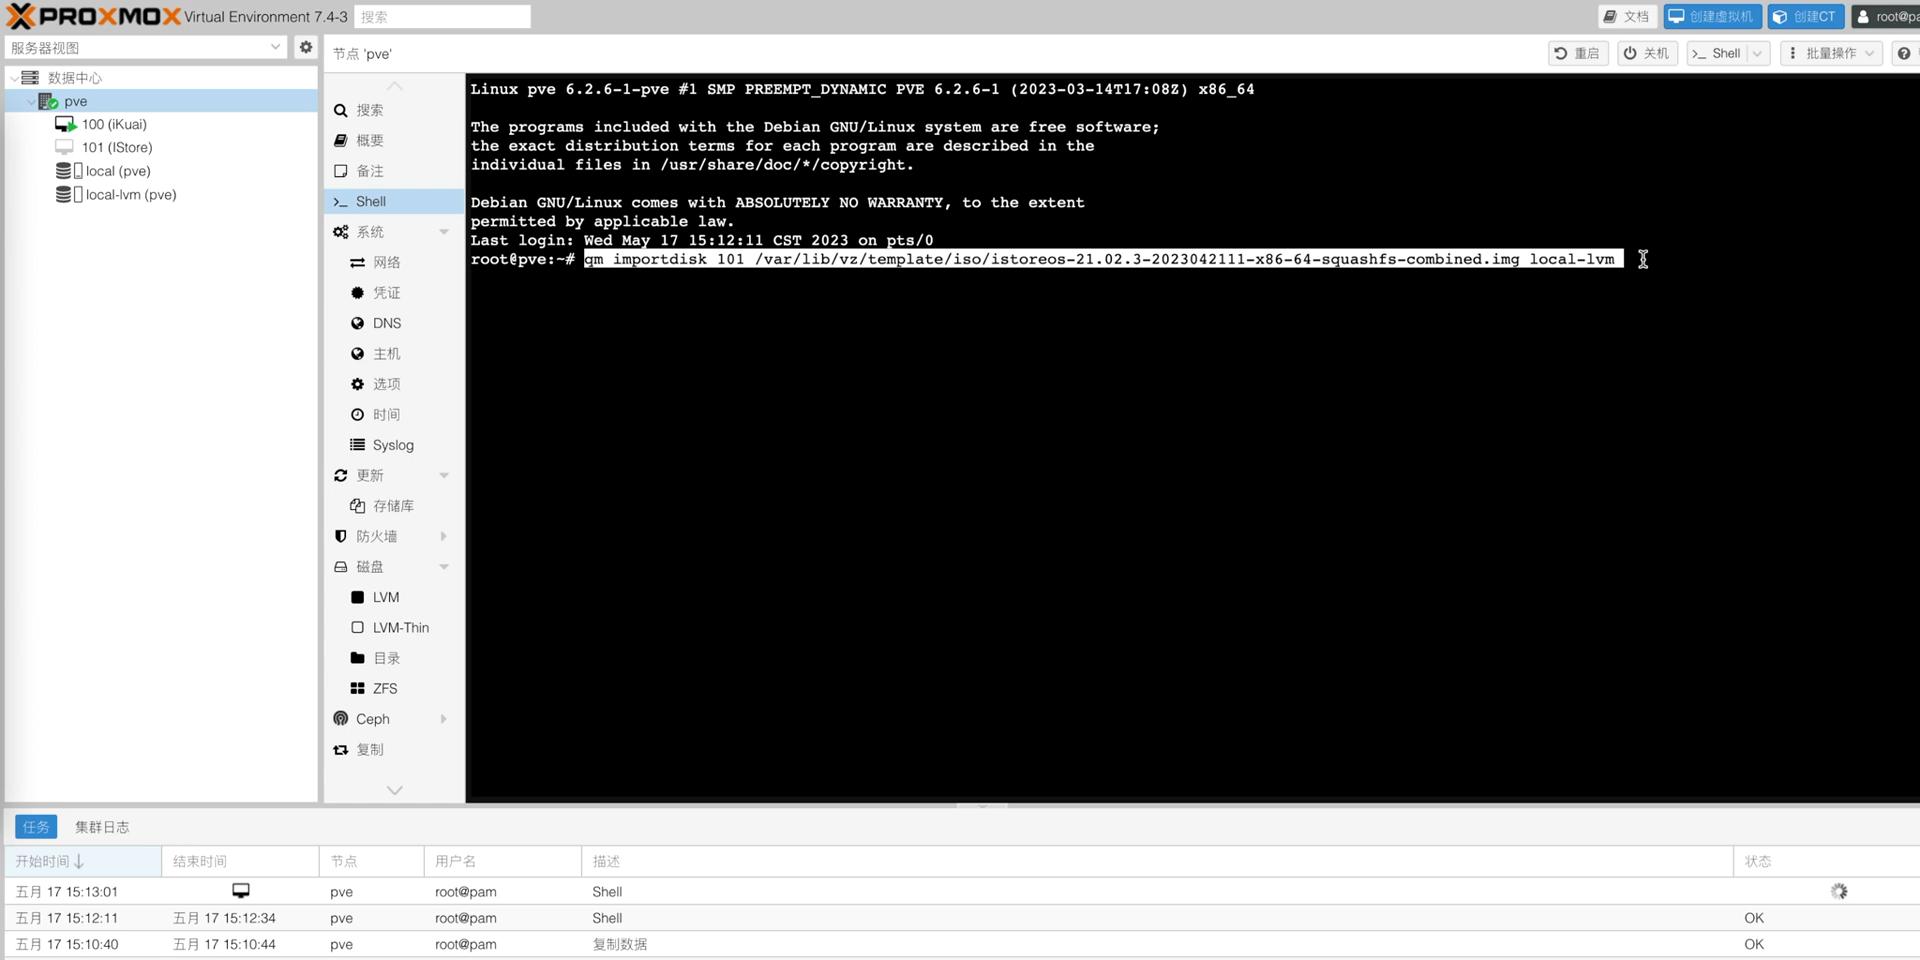 PROXMOX Virtual Environment 7.4-3 搜索 文档 创建虚拟机 创建CT
服务器视图
节点 'pve' 重启 关机 >_ Shell 批量操作
数据中心
pve
100 (iKuai)
101 (IStore)
local (pve)
local-lvm (pve)
搜索
概要
备注
>_ Shell
系统
网络
凭证
DNS
主机
选项
时间
Syslog
更新
存储库
防火墙
磁盘
LVM
LVM-Thin
目录
ZFS
Ceph
复制
Linux pve 6.2.6-1-pve #1 SMP PREEMPT_DYNAMIC PVE 6.2.6-1 (2023-03-14T17:08Z) x86_64
The programs included with the Debian GNU/Linux system are free software;
the exact distribution terms for each program are described in the
individual files in /usr/share/doc/*/copyright.
Debian GNU/Linux comes with ABSOLUTELY NO WARRANTY, to the extent
permitted by applicable law.
Last login: Wed May 17 15:12:11 CST 2023 on pts/0
root@pve:~# qm importdisk 101 /var/lib/vz/template/iso/istoreos-21.02.3-2023042111-x86-64-squashfs-combined.img local-lvm
任务 集群日志
开始时间 结束时间 节点 用户名 描述 状态
五月 17 15:13:01 pve root@pam Shell
五月 17 15:12:11 五月 17 15:12:34 pve root@pam Shell OK
五月 17 15:10:40 五月 17 15:10:44 pve root@pam 复制数据 OK